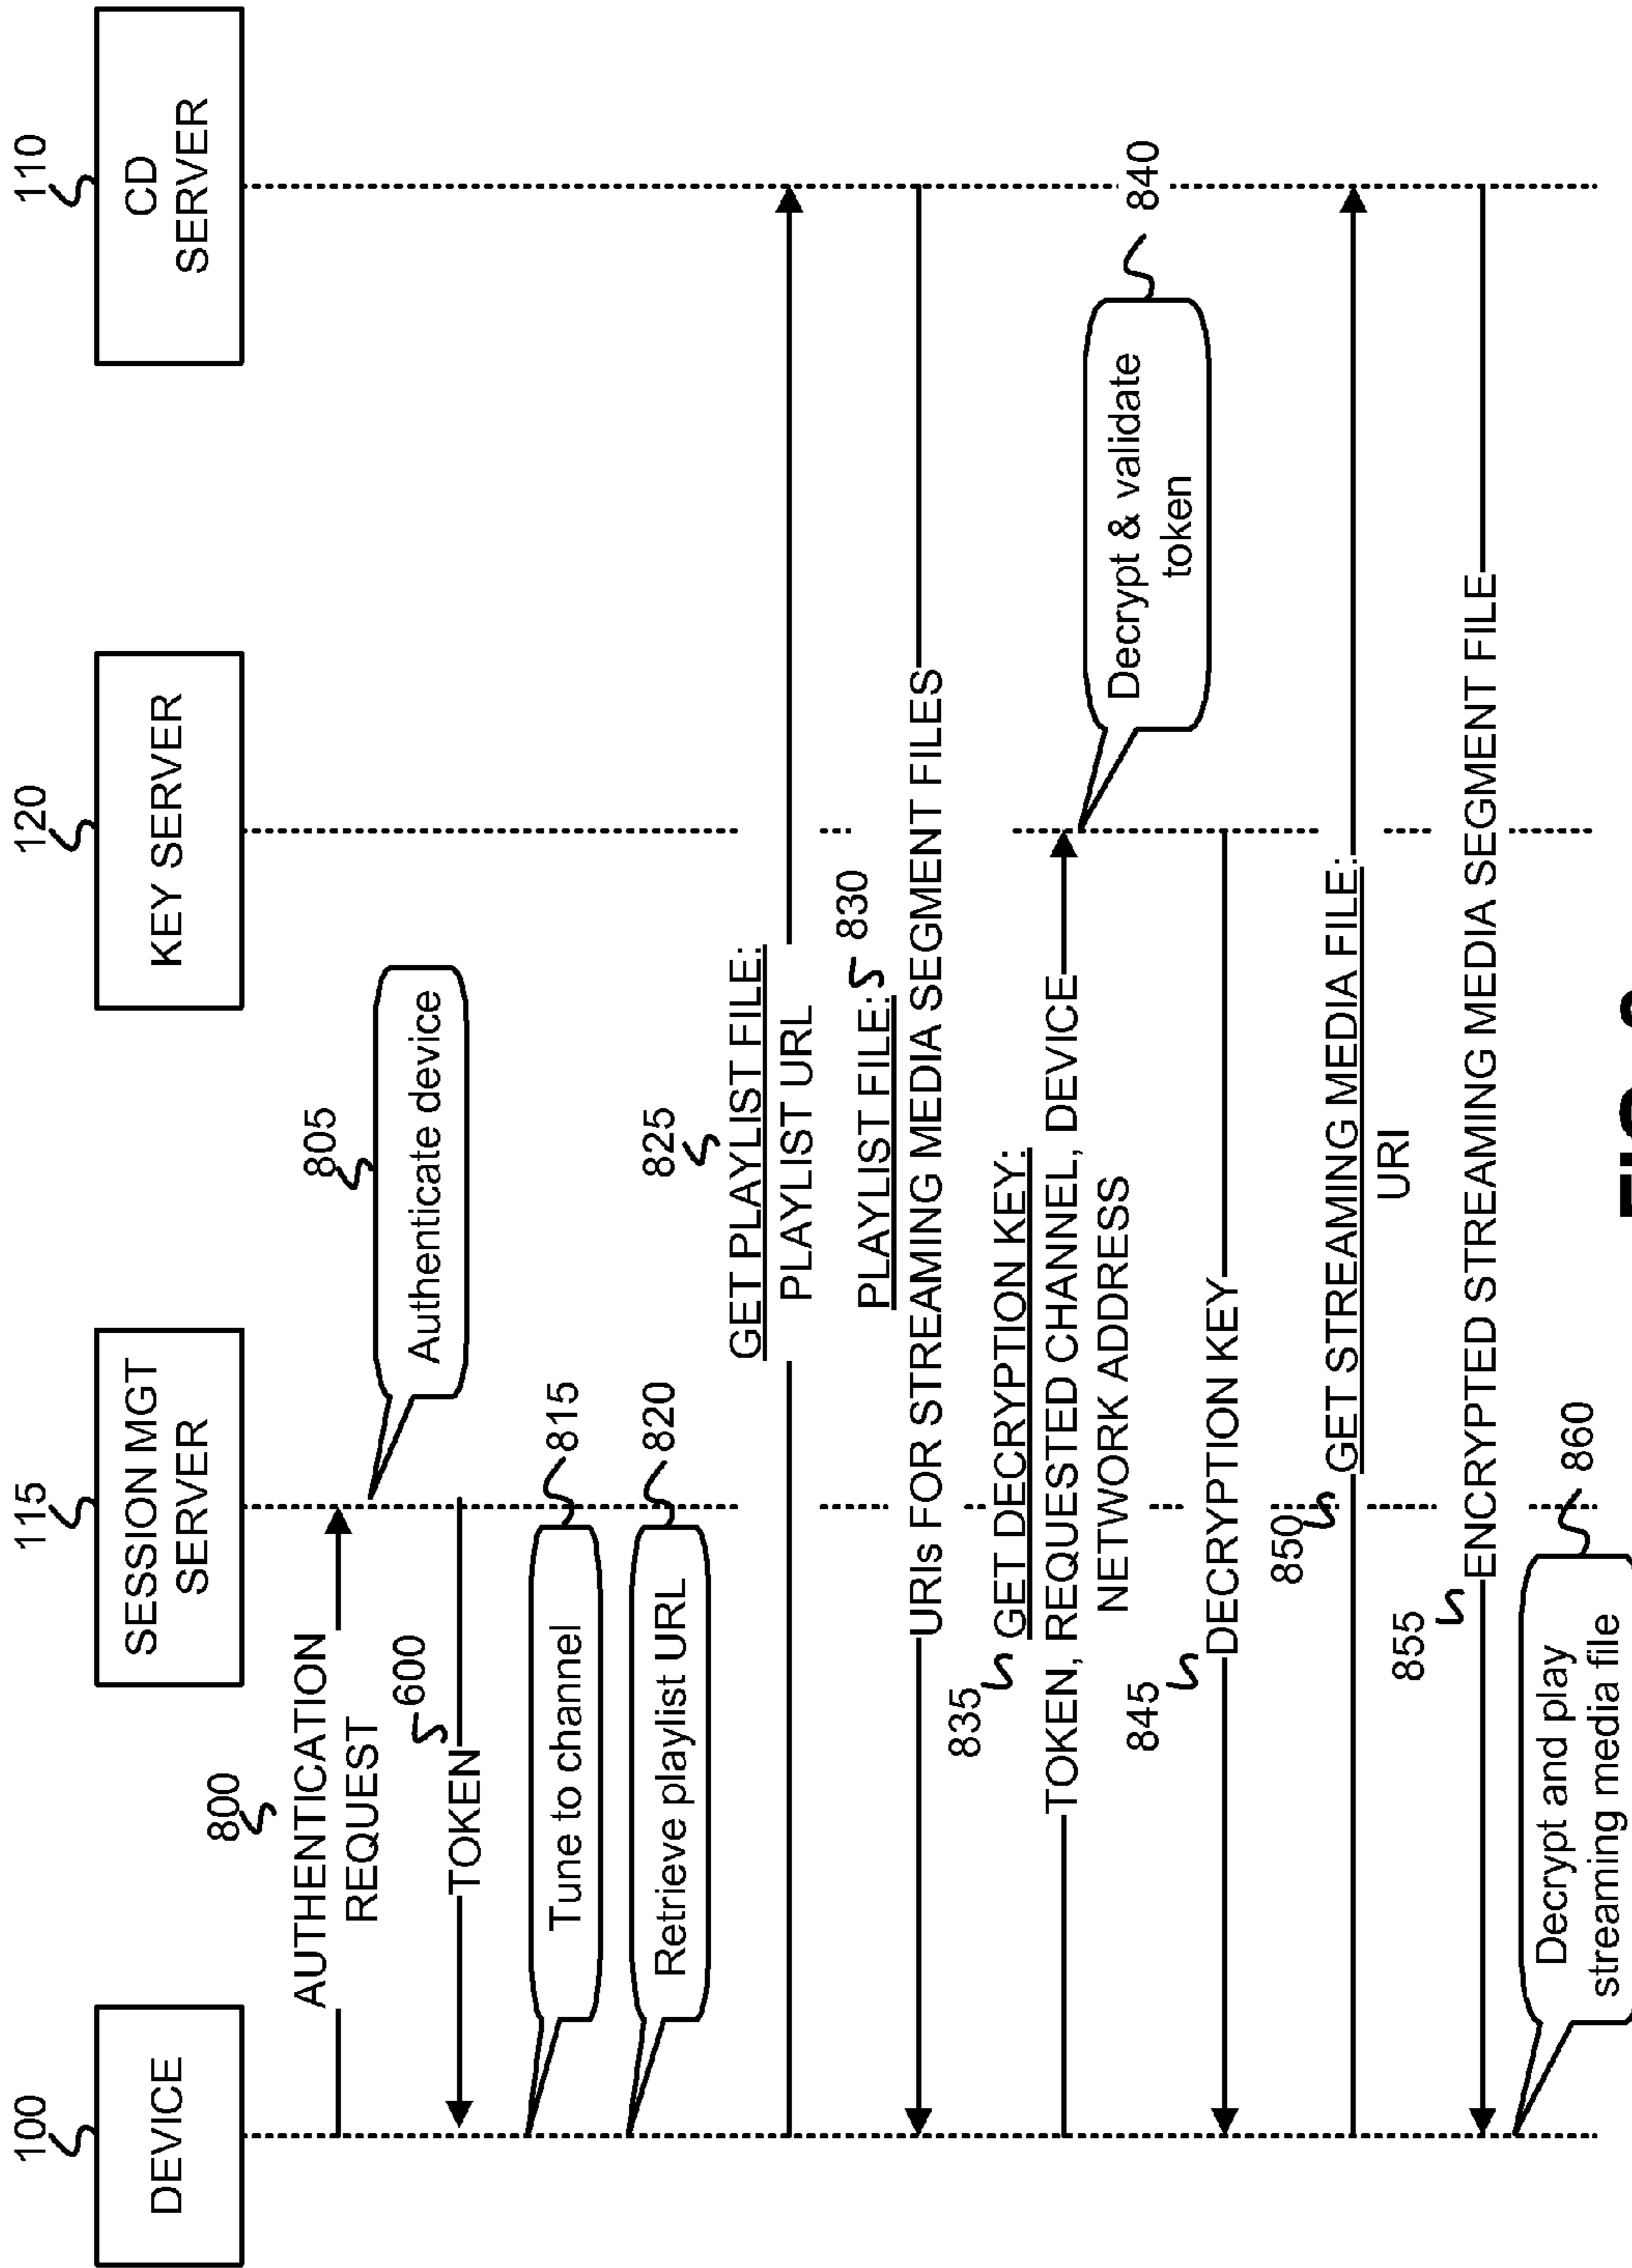 100
DEVICE
115
SESSION MGT
SERVER
120
KEY SERVER
110
CD
SERVER
800
AUTHENTICATION
REQUEST
805
Authenticate device
600
TOKEN
Tune to channel
815
Retrieve playlist URL
820
825
GET PLAYLIST FILE:
PLAYLIST URL
PLAYLIST FILE:
830
URIs FOR STREAMING MEDIA SEGMENT FILES
835
GET DECRYPTION KEY:
TOKEN, REQUESTED CHANNEL, DEVICE
NETWORK ADDRESS
Decrypt & validate
token
840
845
DECRYPTION KEY
850
GET STREAMING MEDIA FILE:
URI
855
ENCRYPTED STREAMING MEDIA SEGMENT FILE
Decrypt and play
streaming media file
860